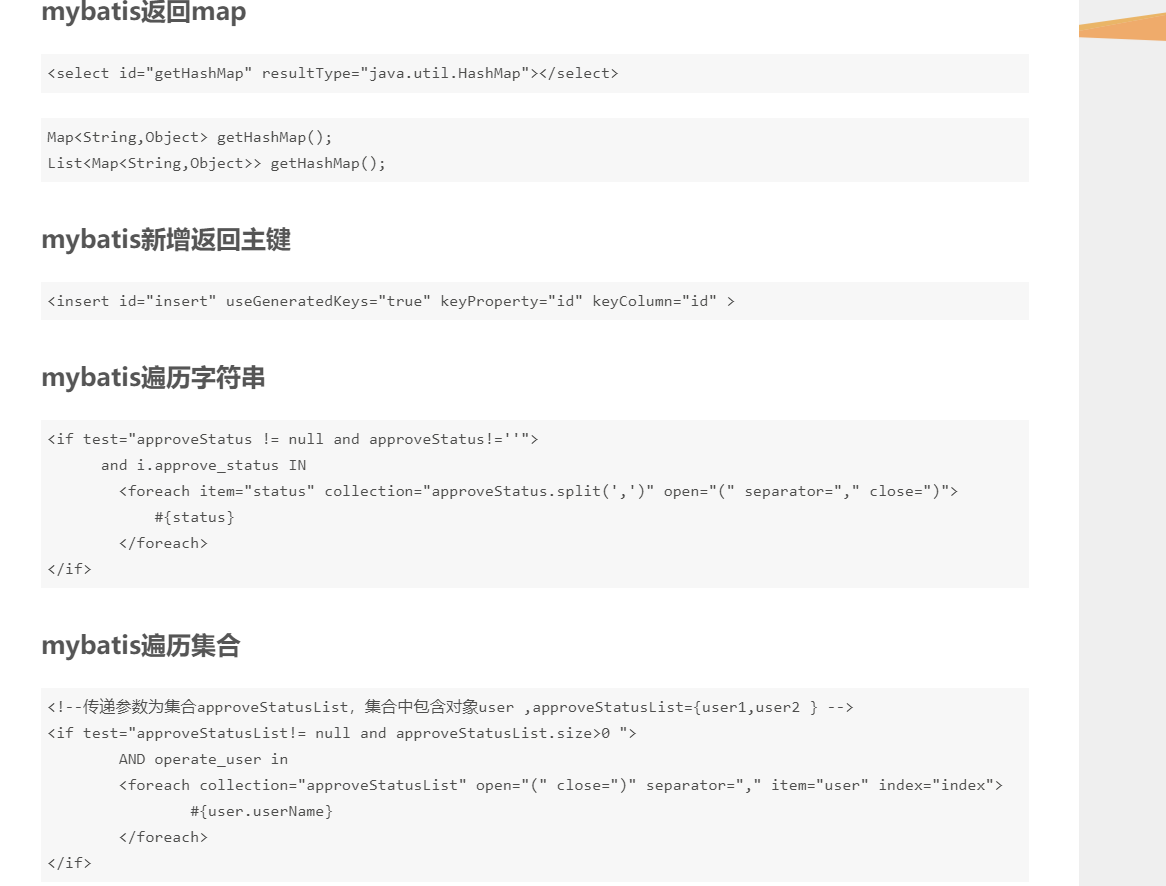 mybatis返回map
<select id="getHashMap" resultType="java.util.HashMap"></select>
Map<String,Object> getHashMap();
List<Map<String,Object>> getHashMap();
mybatis新增返回主键
<insert id="insert" useGeneratedKeys="true" keyProperty="id" keyColumn="id" >
mybatis遍历字符串
<if test="approveStatus != null and approveStatus!=''">
and i.approve_status IN
<foreach item="status" collection="approveStatus.split(',')" open="(" separator="," close=")">
#{status}
</foreach>
</if>
mybatis遍历集合
<!--传递参数为集合approveStatusList，集合中包含对象user ,approveStatusList={user1,user2 } -->
<if test="approveStatusList!= null and approveStatusList.size>0 ">
AND operate_user in
<foreach collection="approveStatusList" open="(" close=")" separator="," item="user" index="index">
#{user.userName}
</foreach>
</if>